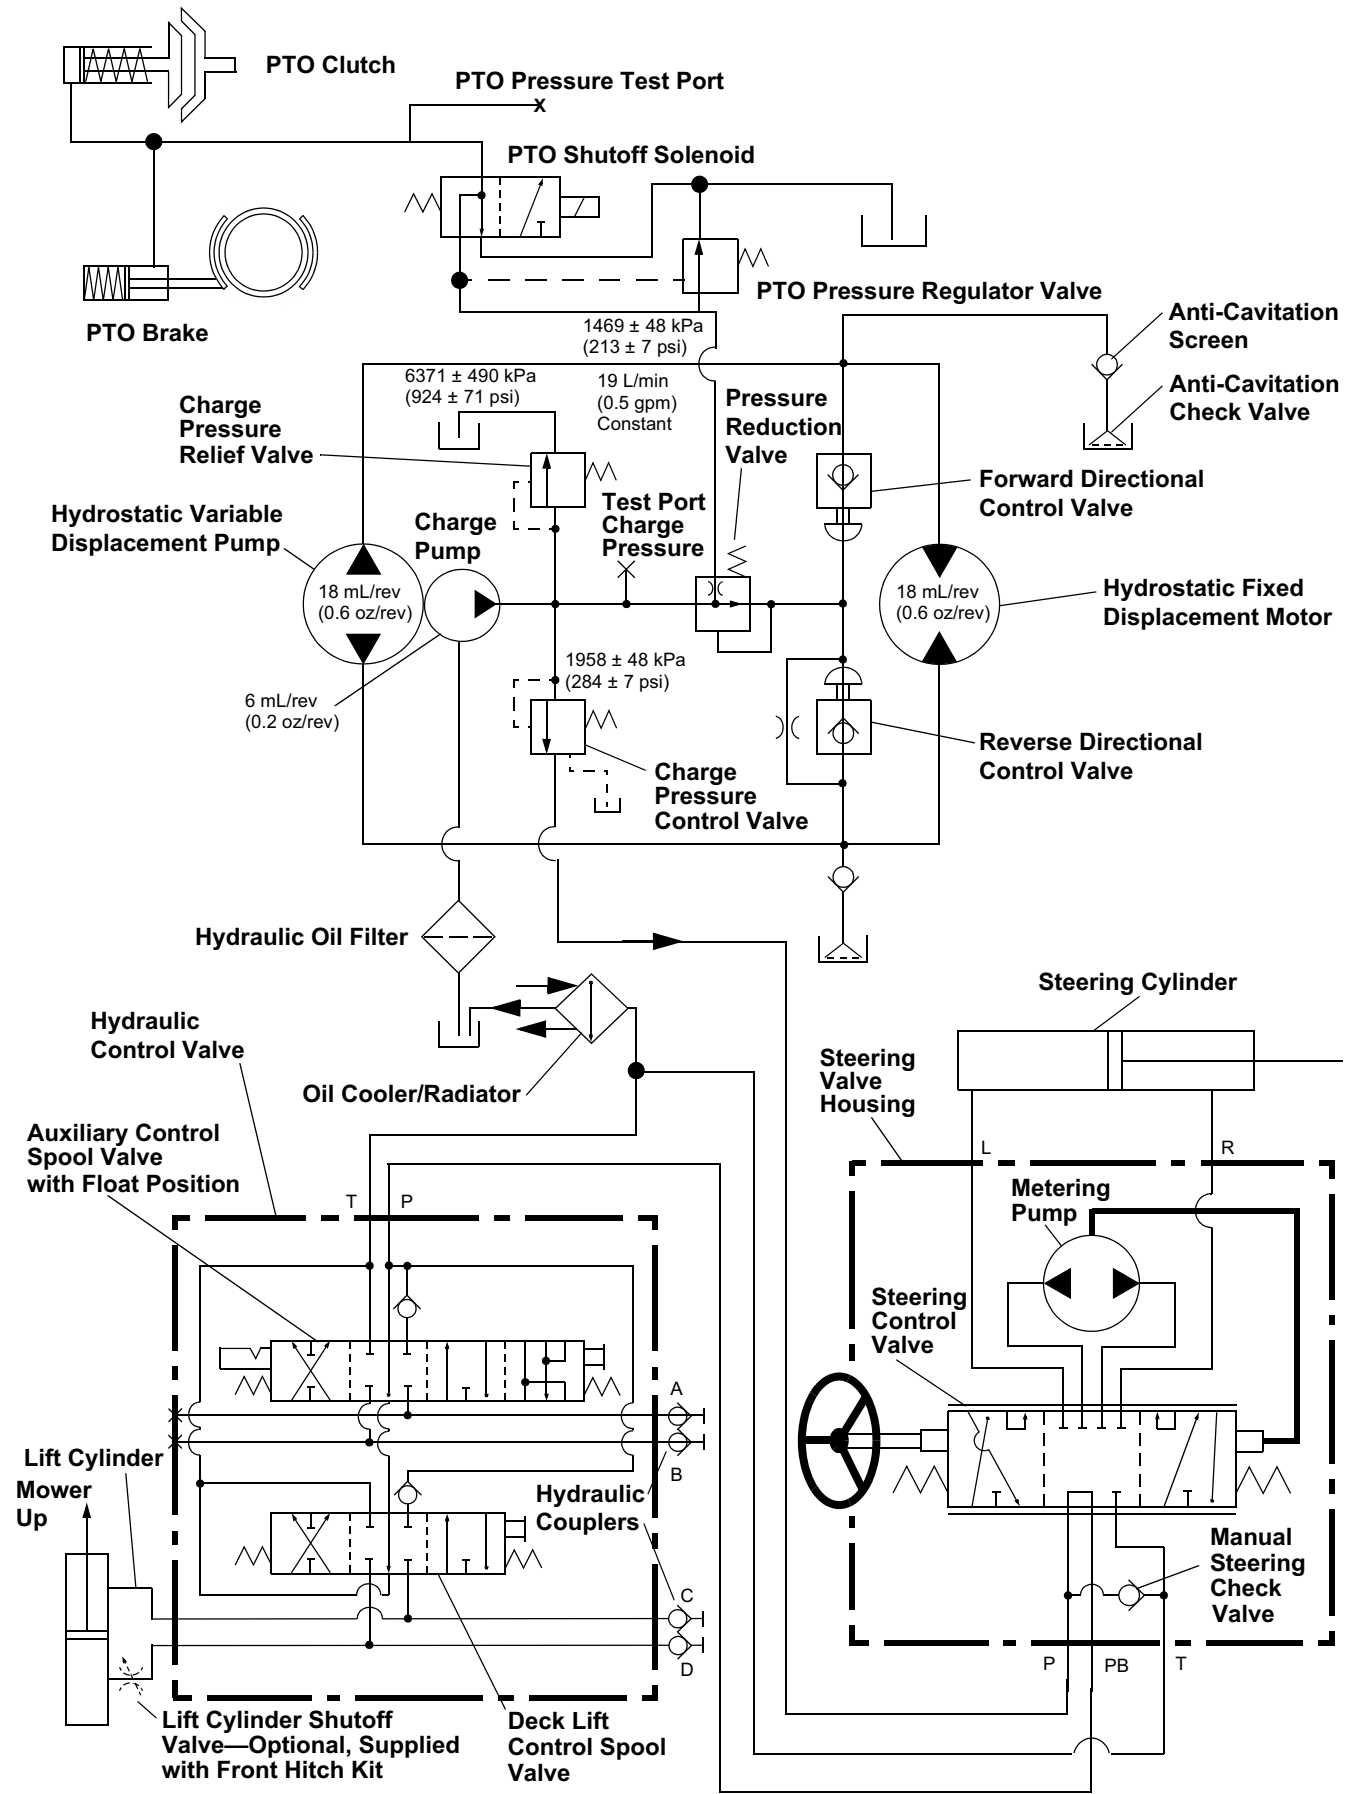 PTO Clutch
PTO Pressure Test Port
x
PTO Shutoff Solenoid
PTO Pressure Regulator Valve
PTO Brake
Anti-Cavitation
Screen
Anti-Cavitation
Check Valve
1469 ± 48 kPa
(213 ± 7 psi)
6371 ± 490 kPa
(924 ± 71 psi)
19 L/min
(0.5 gpm)
Constant
Pressure
Reduction
Valve
Charge
Pressure
Relief Valve
Forward Directional
Control Valve
Hydrostatic Variable
Displacement Pump
Charge
Pump
Test Port
Charge
Pressure
18 mL/rev
(0.6 oz/rev)
18 mL/rev
(0.6 oz/rev)
Hydrostatic Fixed
Displacement Motor
6 mL/rev
(0.2 oz/rev)
1958 ± 48 kPa
(284 ± 7 psi)
Charge
Pressure
Control Valve
Reverse Directional
Control Valve
Hydraulic Oil Filter
Steering Cylinder
Hydraulic
Control Valve
Oil Cooler/Radiator
Steering
Valve
Housing
Auxiliary Control
Spool Valve
with Float Position
T
P
L
R
Metering
Pump
Steering
Control
Valve
A
B
Lift Cylinder
Mower
Up
Hydraulic
Couplers
C
D
Manual
Steering
Check
Valve
P
PB
T
Lift Cylinder Shutoff
Valve—Optional, Supplied
with Front Hitch Kit
Deck Lift
Control Spool
Valve